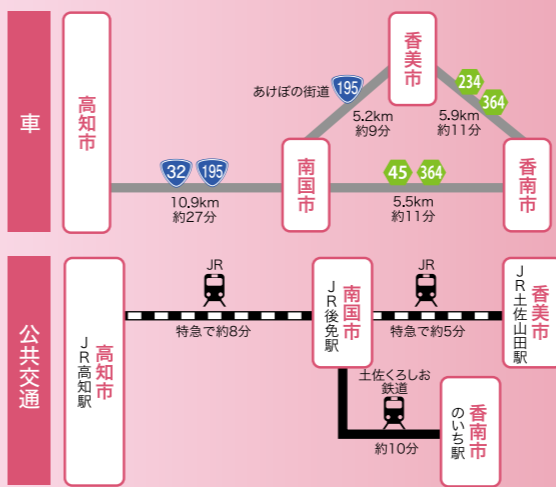 車
高知市
32
195
10.9km
約27分
南国市
あけぼの街道
195
5.2km
約9分
香美市
234
364
5.9km
約11分
45
364
5.5km
約11分
香南市
公共交通
高知市
JR高知駅
JR
特急で約8分
南国市
JR後免駅
JR
特急で約5分
香美市
JR土佐山田駅
土佐くろしお
鉄道
約10分
香南市
のいち駅